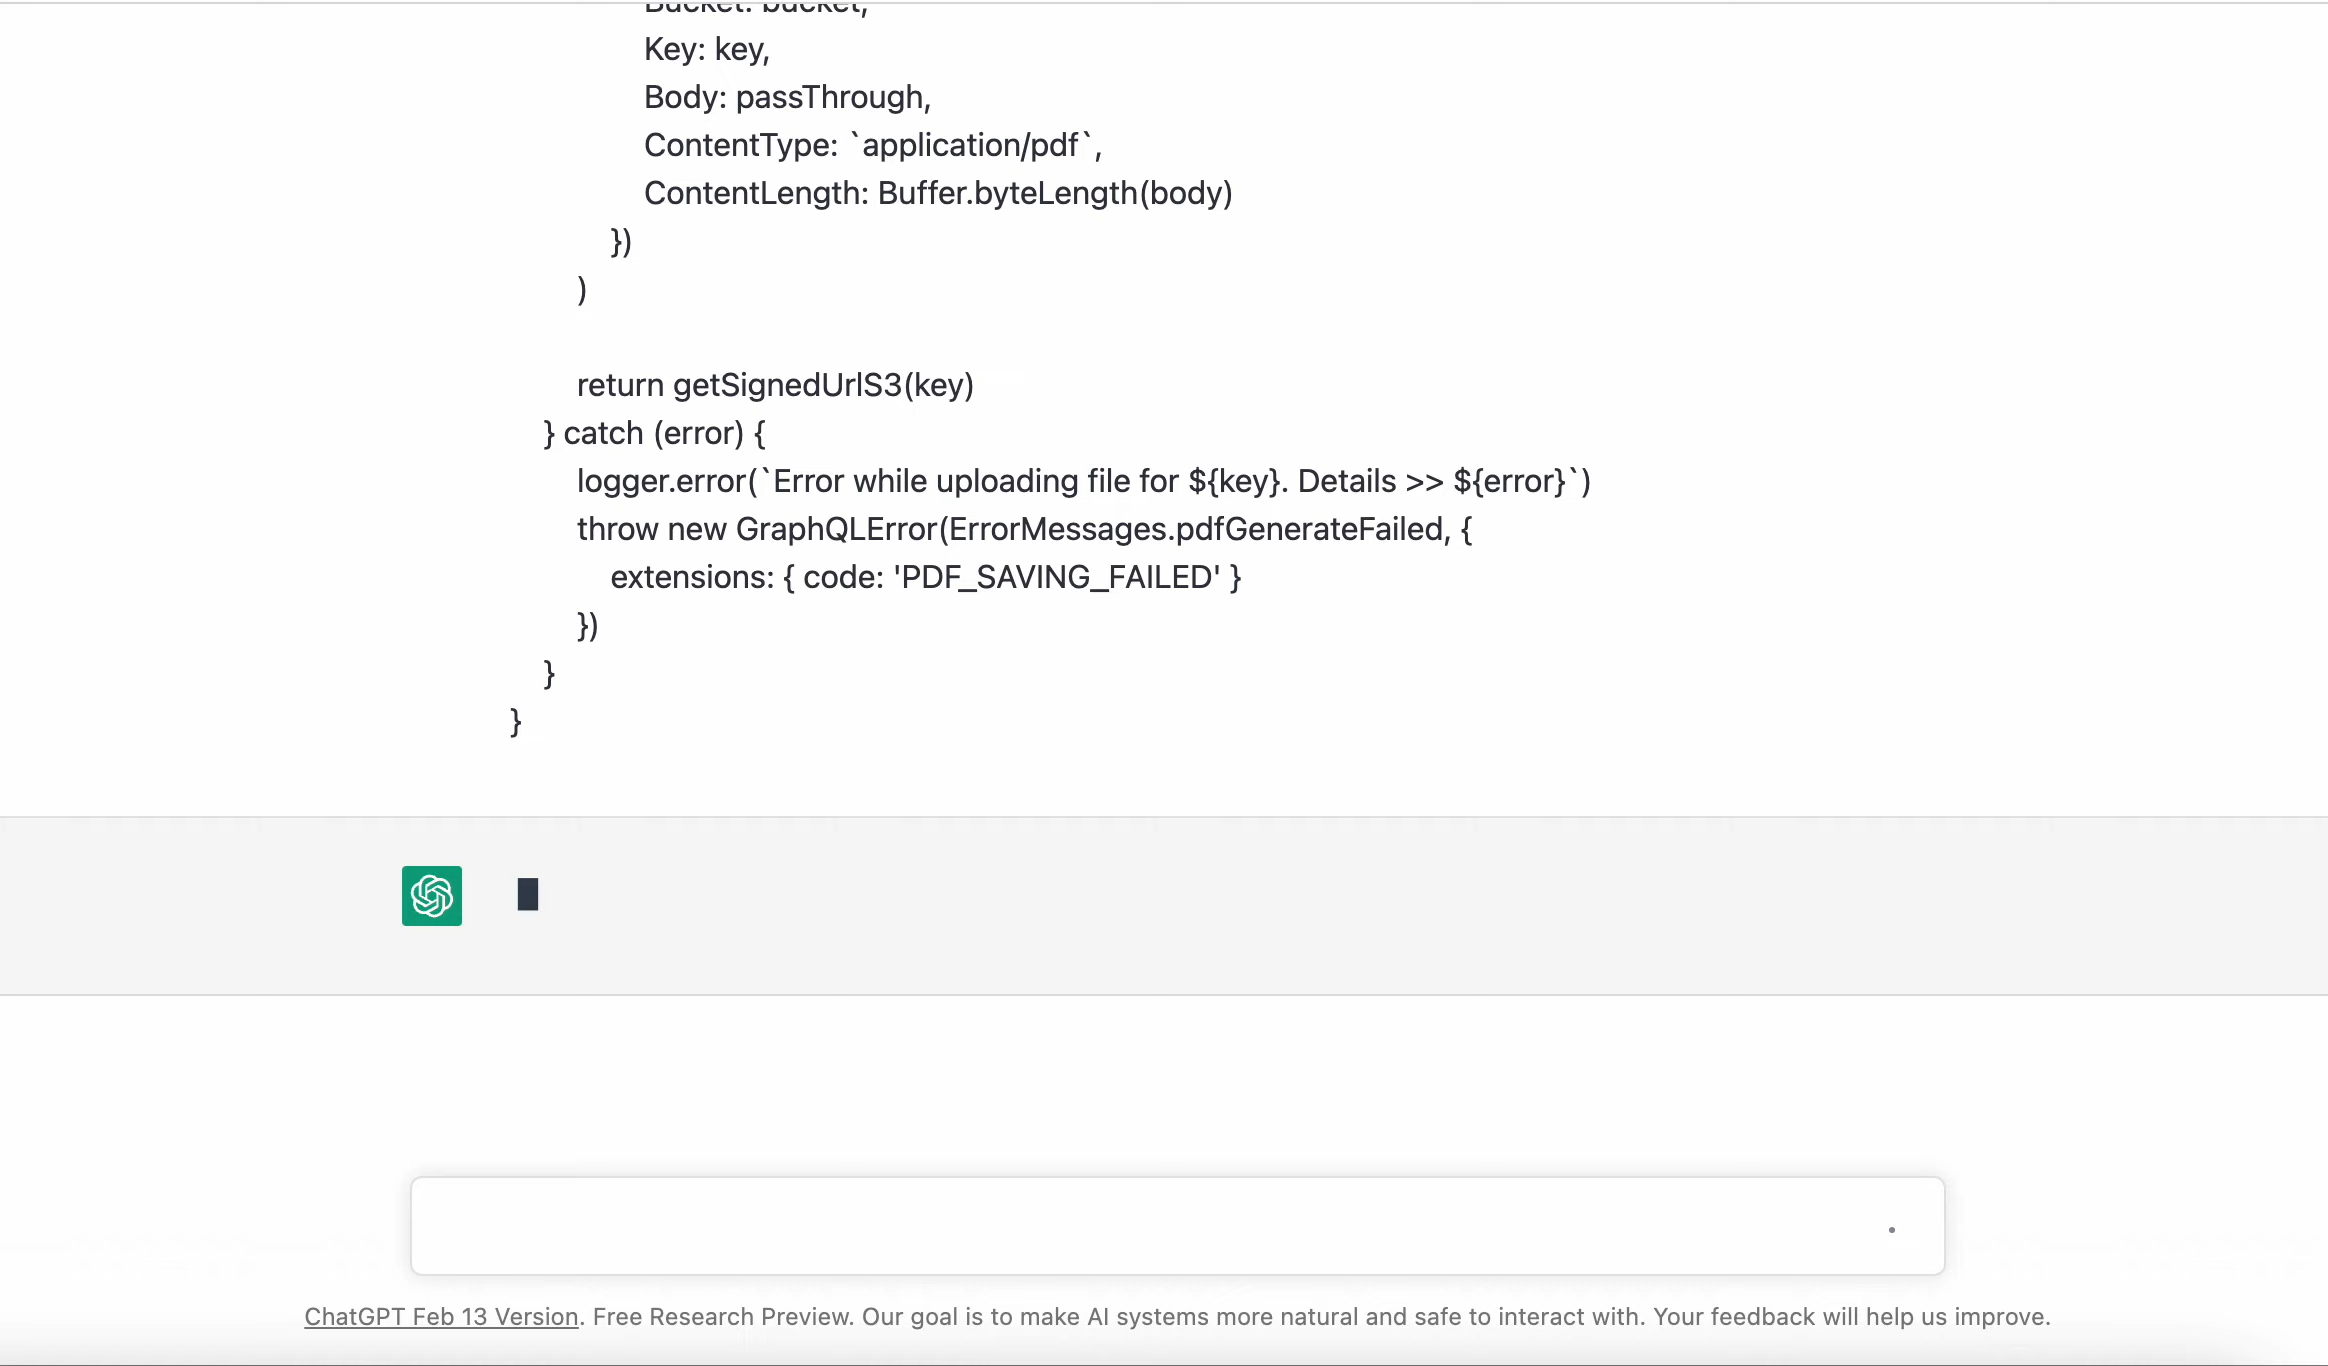 Bucket: bucket,
Key: key,
Body: passThrough,
ContentType: `application/pdf`,
ContentLength: Buffer.byteLength(body)
})
)
return getSignedUrlS3(key)
} catch (error) {
logger.error(`Error while uploading file for ${key}. Details >> ${error}`)
throw new GraphQLError(ErrorMessages.pdfGenerateFailed, {
extensions: { code: 'PDF_SAVING_FAILED' }
})
}
}
ChatGPT Feb 13 Version. Free Research Preview. Our goal is to make AI systems more natural and safe to interact with. Your feedback will help us improve.